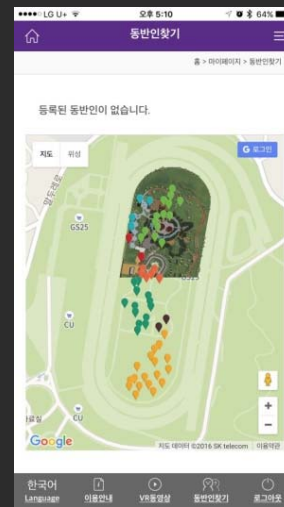 LG U+ 오후 5:10 64%
동반인찾기
홈 > 마이페이지 > 동반인찾기
등록된 동반인이 없습니다.
지도 위성
G 로그인
GS25
GS25
CU
CU
Google
지도 데이터 ©2016 SK telecom 이용약관
한국어
Language
이용안내
VR동영상
동반인찾기
로그아웃